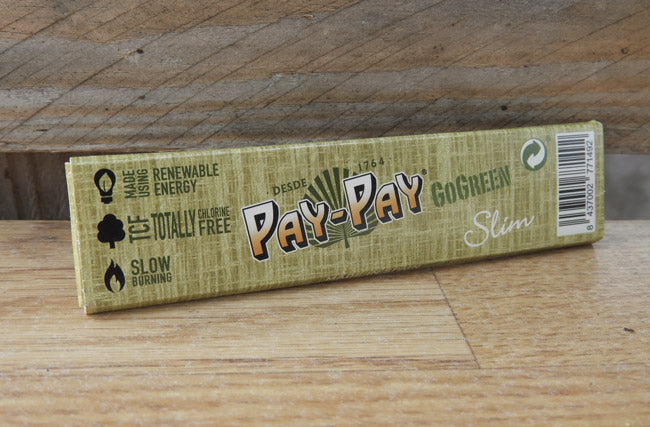 MADE USING RENEWABLE ENERGY
TCF TOTALLY CHLORINE FREE
SLOW BURNING
DESDE 1764
PAY-PAY®
GOGREEN
Slim
8 437002 771492